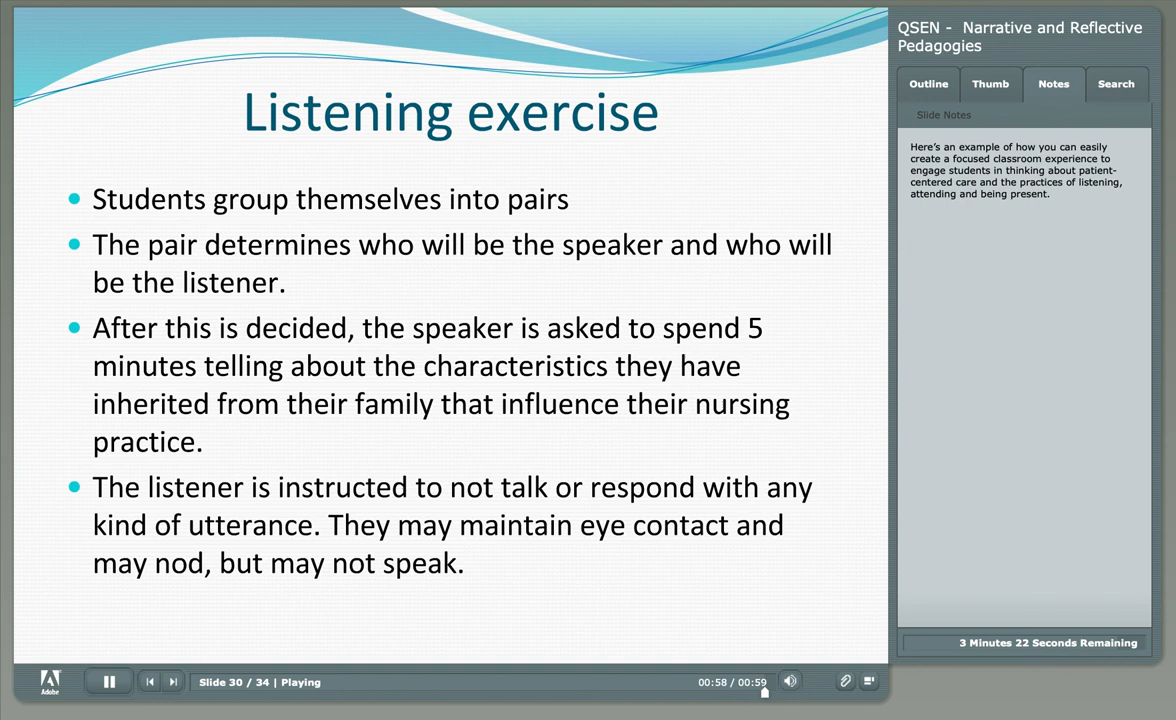 Listening exercise
Students group themselves into pairs
The pair determines who will be the speaker and who will
be the listener.
After this is decided, the speaker is asked to spend 5
minutes telling about the characteristics they have
inherited from their family that influence their nursing
practice.
The listener is instructed to not talk or respond with any
kind of utterance. They may maintain eye contact and
may nod, but may not speak.
Adobe
Slide 30 / 34 | Playing
00:58 / 00:59
QSEN - Narrative and Reflective
Pedagogies
Outline
Thumb
Notes
Search
Slide Notes
Here's an example of how you can easily
create a focused classroom experience to
engage students in thinking about patient-
centered care and the practices of listening,
attending and being present.
3 Minutes 22 Seconds Remaining